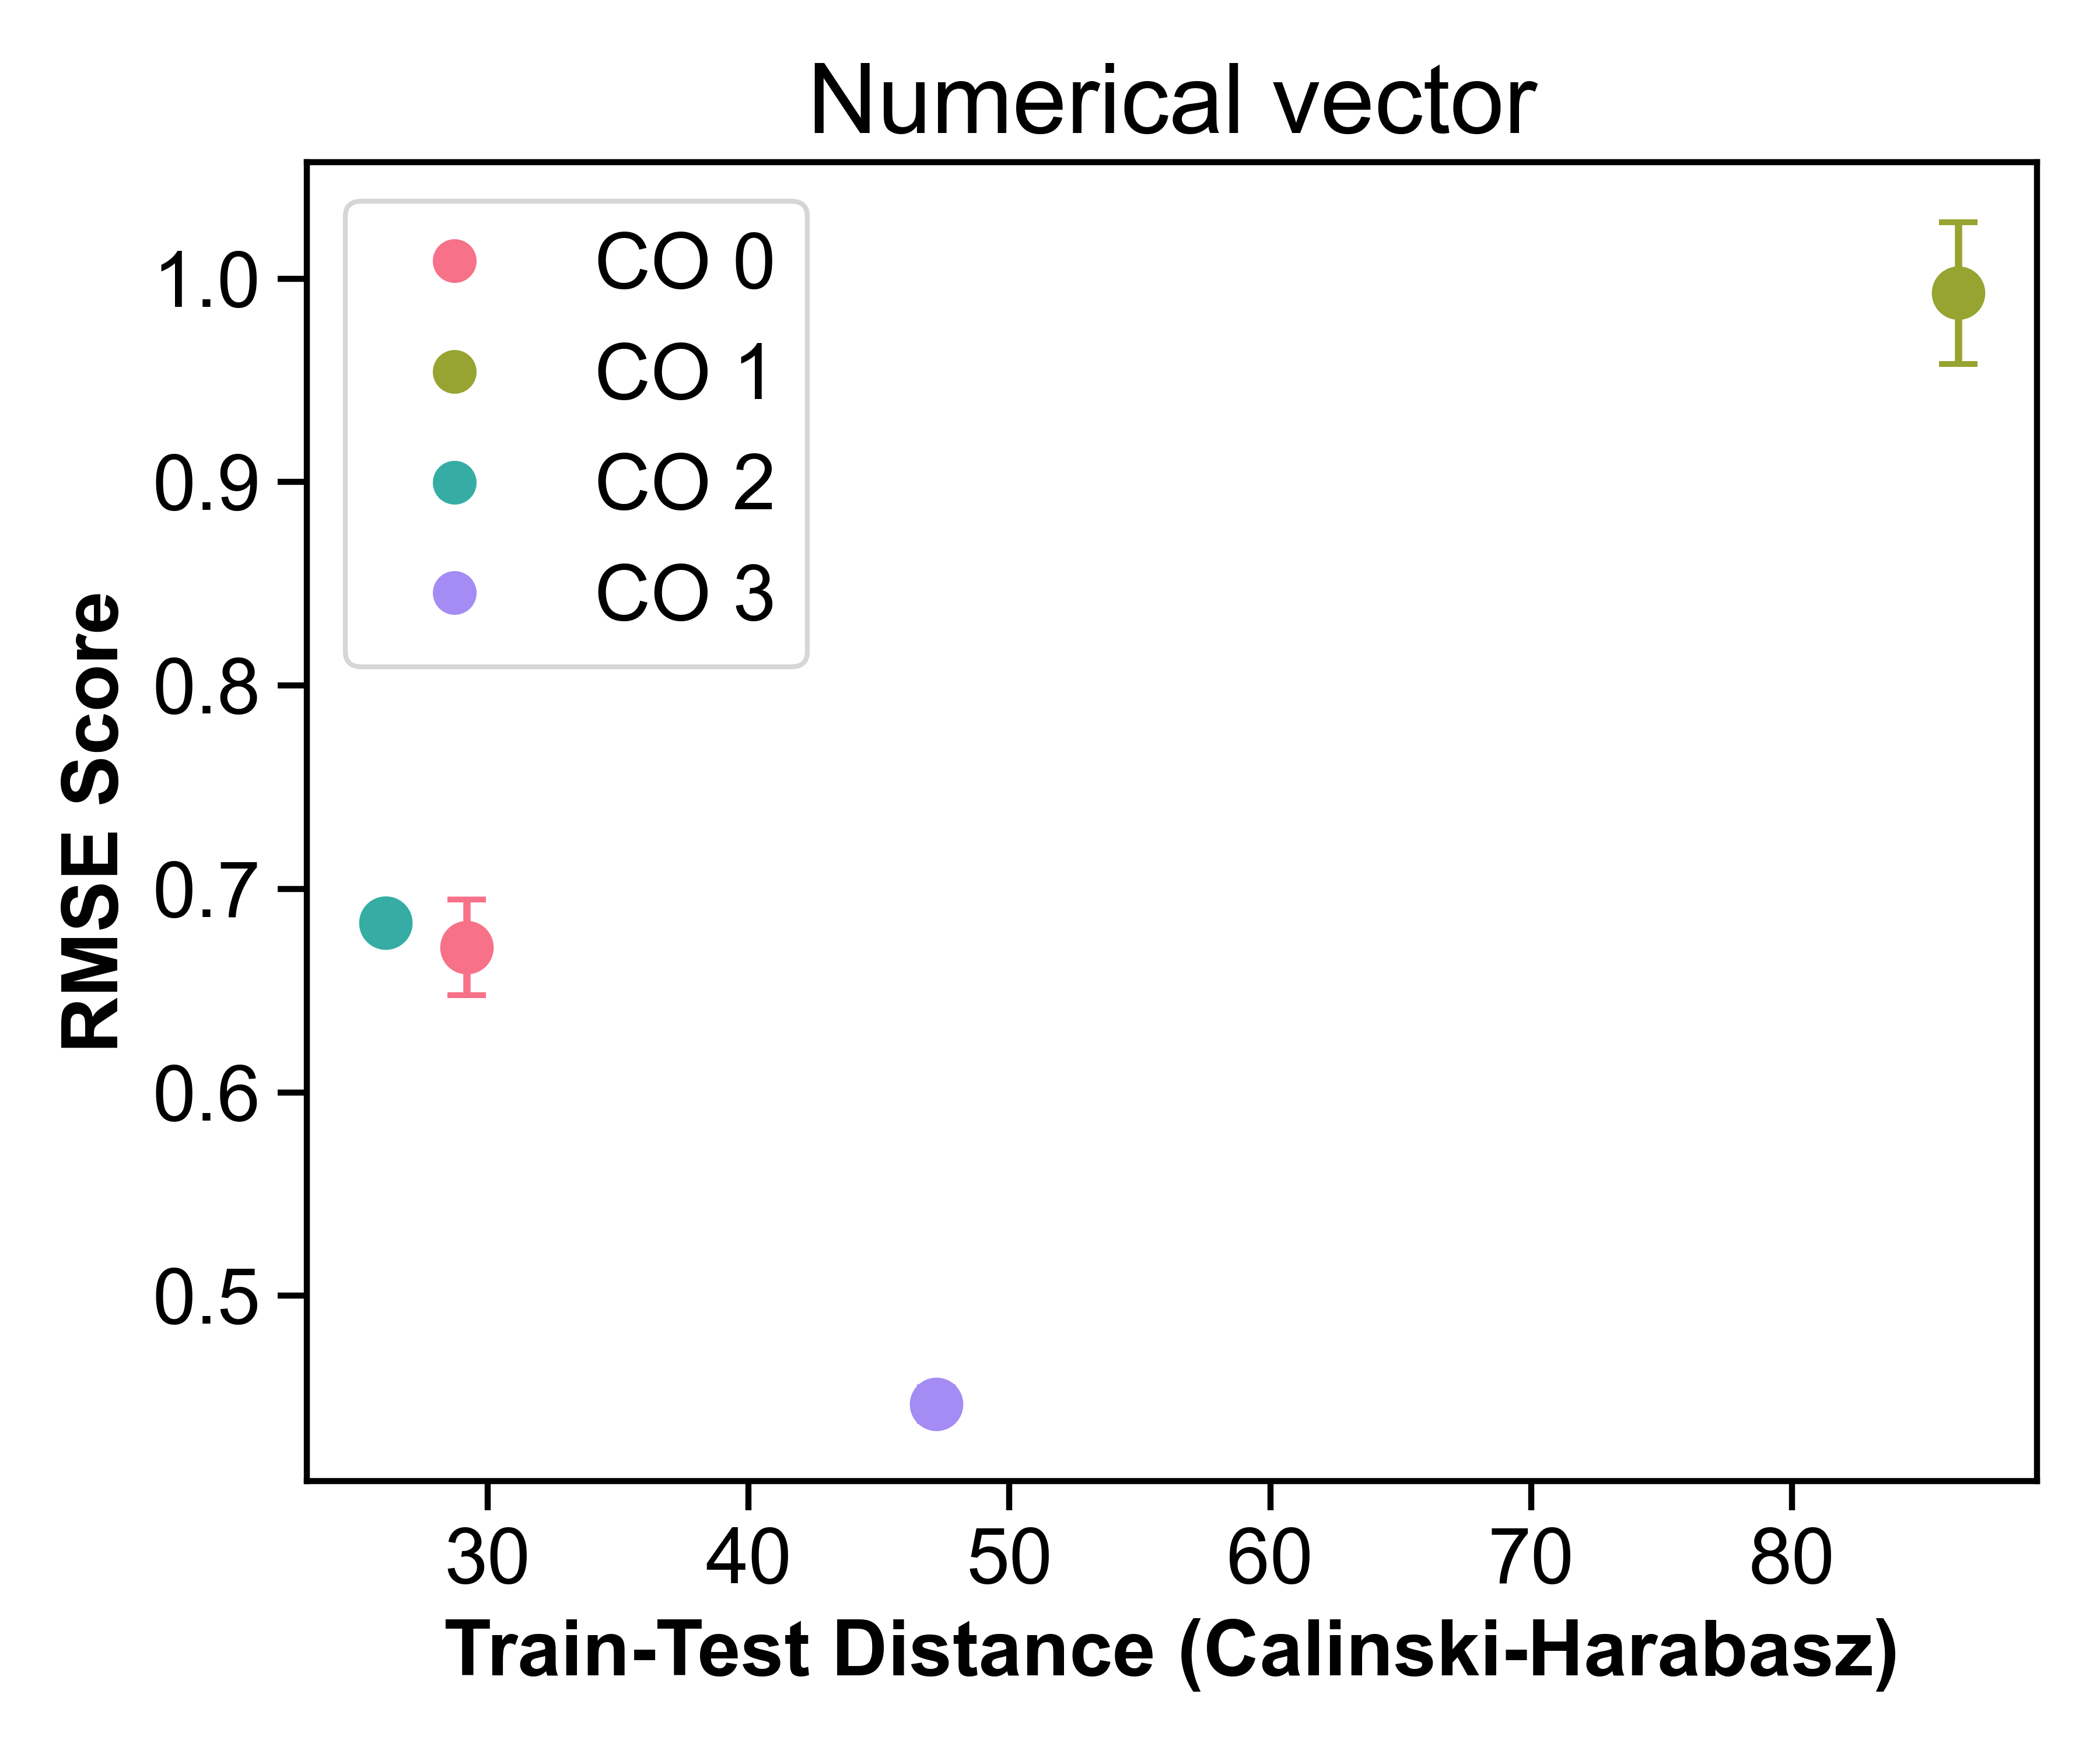 Numerical vector
CO 0
CO 1
CO 2
CO 3
1.0
0.9
0.8
0.7
0.6
0.5
RMSE Score
30 40 50 60 70 80
Train-Test Distance (Calinski-Harabasz)